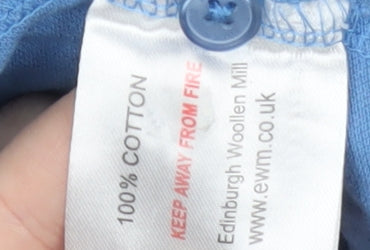 100% COTTON
KEEP AWAY FROM FIRE
Edinburgh Woollen Mill
www.ewm.co.uk